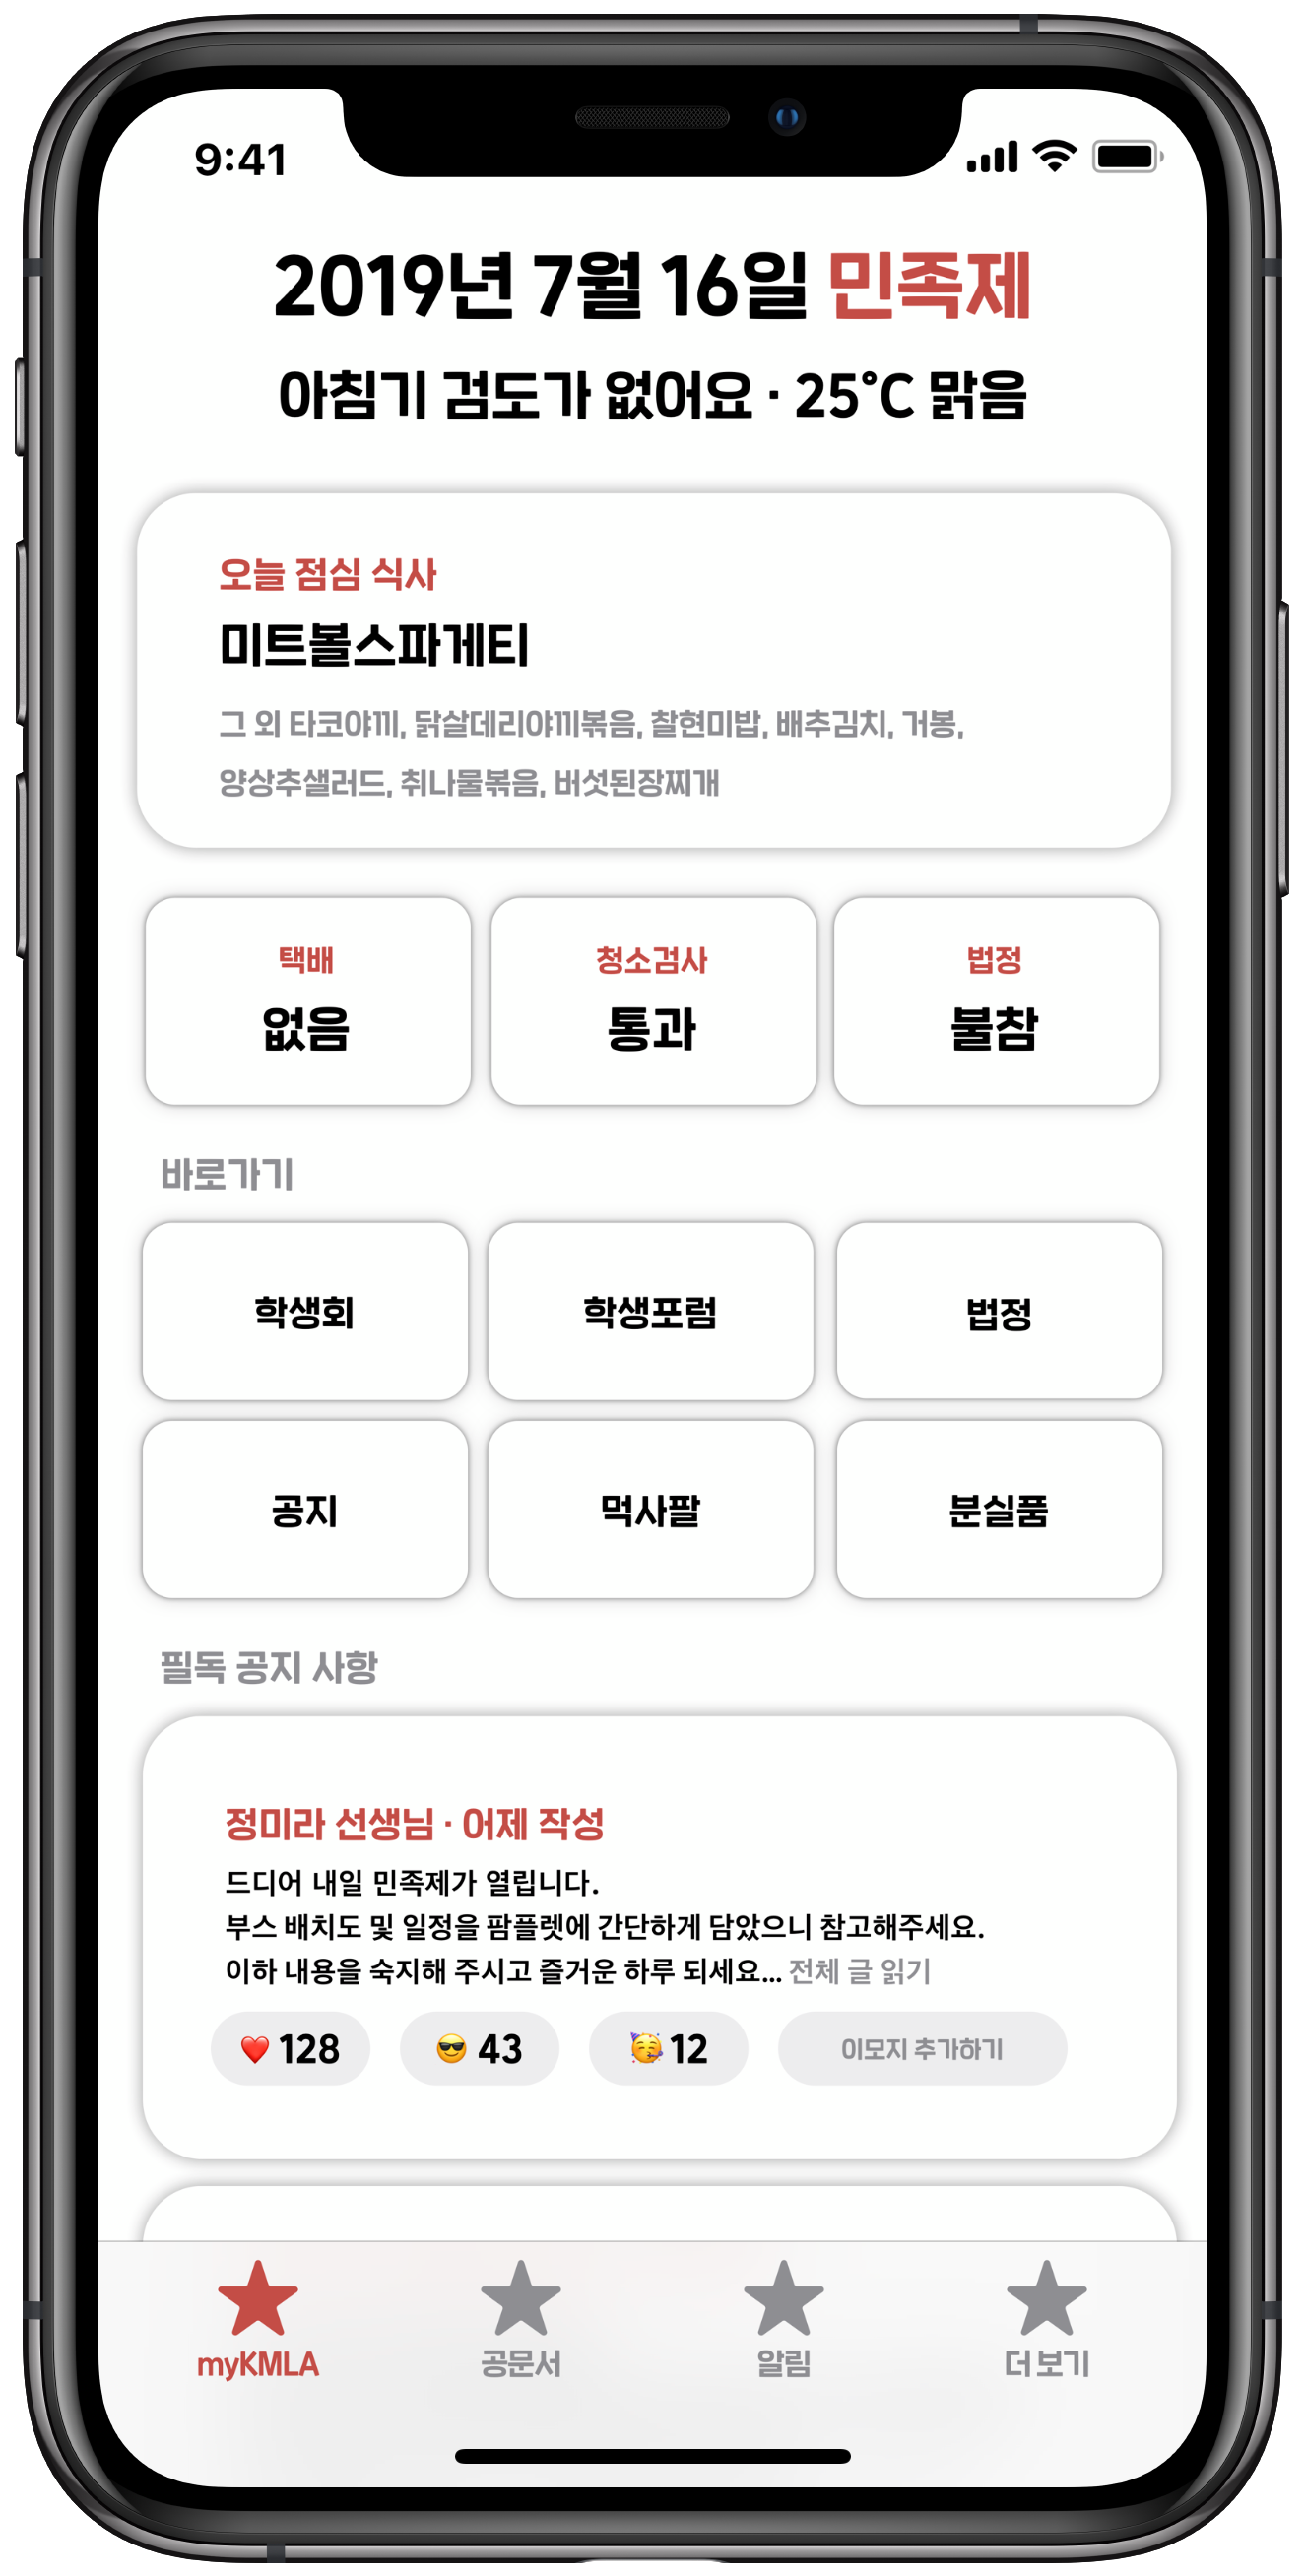 9:41
2019년 7월 16일 민족제
아침기 검도가 없어요 · 25°C 맑음
오늘 점심 식사
미트볼스파게티
그 외 타코야끼, 닭살데리야끼볶음, 찰현미밥, 배추김치, 거봉,
양상추샐러드, 취나물볶음, 버섯된장찌개
택배
없음
청소검사
통과
법정
불참
바로가기
학생회
학생포럼
법정
공지
먹사팔
분실품
필독 공지 사항
정미라 선생님 · 어제 작성
드디어 내일 민족제가 열립니다.
부스 배치도 및 일정을 팜플렛에 간단하게 담았으니 참고해주세요.
이하 내용을 숙지해 주시고 즐거운 하루 되세요... 전체 글 읽기
❤️ 128 😎 43 🥳 12 이모지 추가하기
myKMLA
공문서
알림
더 보기